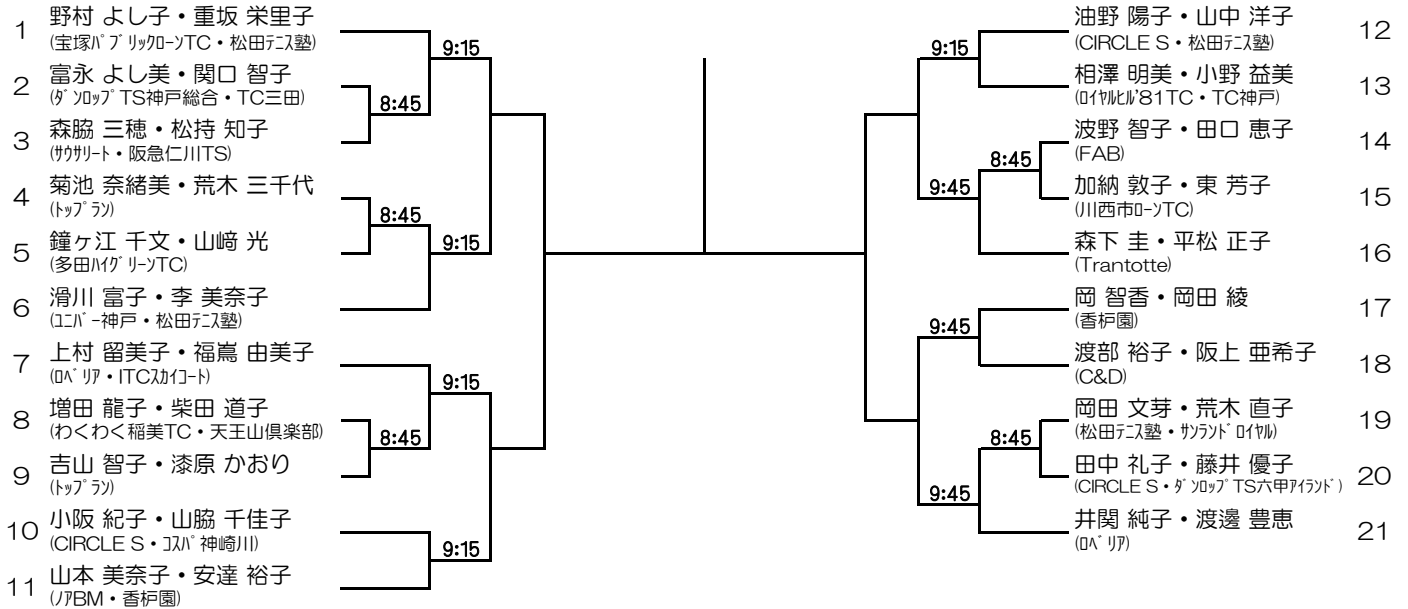 1 野村 よし子・重坂 栄里子
(宝塚ﾊﾟﾌﾞﾘｯｸﾛｰﾝTC・松田ﾃﾆｽ塾)
2 富永 よし美・関口 智子
(ﾀﾞﾝﾛｯﾌﾟTS神戸総合・TC三田)
3 森脇 三穂・松持 知子
(ｻｳｻﾘｰﾄ・阪急仁川TS)
4 菊池 奈緒美・荒木 三千代
(ﾄｯﾌﾟﾗﾝ)
5 鐘ヶ江 千文・山﨑 光
(多田ﾊｲｸﾞﾘｰﾝTC)
6 滑川 富子・李 美奈子
(ﾕﾆﾊﾞｰ神戸・松田ﾃﾆｽ塾)
7 上村 留美子・福嶌 由美子
(ﾛﾍﾞﾘｱ・ITCｽｶｲｺｰﾄ)
8 増田 龍子・柴田 道子
(わくわく稲美TC・天王山倶楽部)
9 吉山 智子・漆原 かおり
(ﾄｯﾌﾟﾗﾝ)
10 小阪 紀子・山脇 千佳子
(CIRCLE S・ｺｽﾊﾟ神崎川)
11 山本 美奈子・安達 裕子
(ﾉｱBM・香枦園)
9:15
8:45
8:45
9:15
9:15
8:45
9:15
9:15
8:45
9:45
9:45
8:45
9:45
油野 陽子・山中 洋子 12
(CIRCLE S・松田ﾃﾆｽ塾)
相澤 明美・小野 益美 13
(ﾛｲﾔﾙﾋﾙ'81TC・TC神戸)
波野 智子・田口 恵子 14
(FAB)
加納 敦子・東 芳子 15
(川西市ﾛｰﾝTC)
森下 圭・平松 正子 16
(Trantotte)
岡 智香・岡田 綾 17
(香枦園)
渡部 裕子・阪上 亜希子 18
(C&D)
岡田 文芽・荒木 直子 19
(松田ﾃﾆｽ塾・ｻﾝﾗﾝﾄﾞﾛｲﾔﾙ)
田中 礼子・藤井 優子 20
(CIRCLE S・ﾀﾞﾝﾛｯﾌﾟTS六甲ｱｲﾗﾝﾄﾞ)
井関 純子・渡邊 豊恵 21
(ﾛﾍﾞﾘｱ)